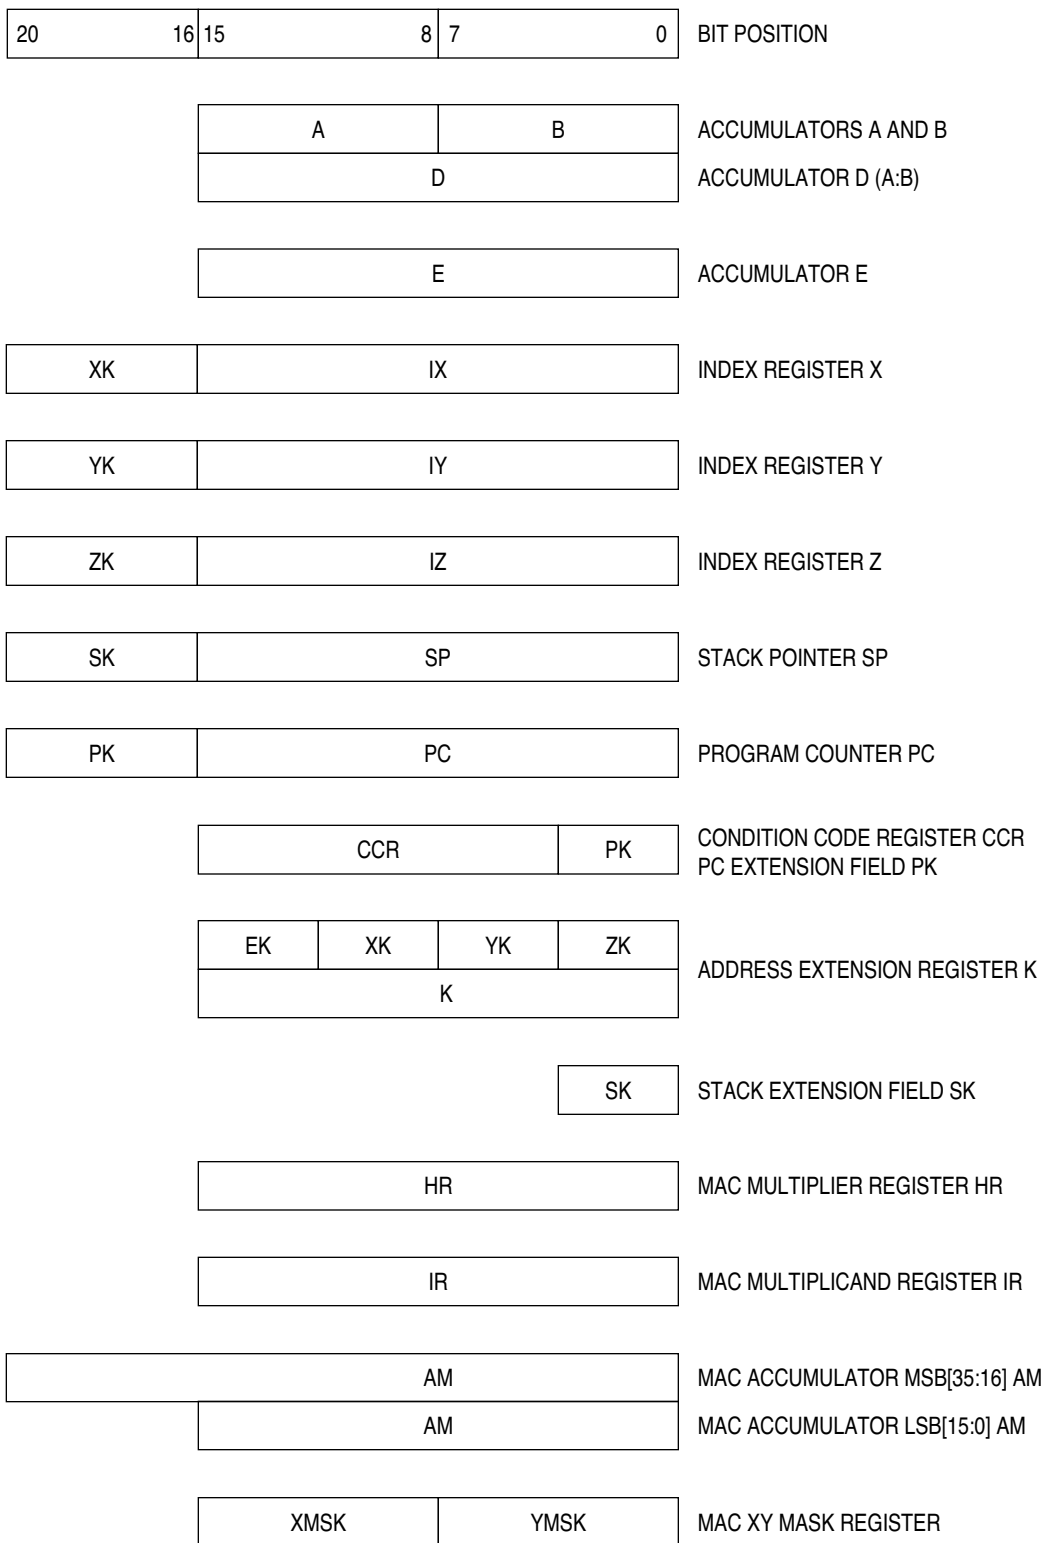 20 16 15 8 7 0 BIT POSITION
A B ACCUMULATORS A AND B
D ACCUMULATOR D (A:B)
E ACCUMULATOR E
XK IX INDEX REGISTER X
YK IY INDEX REGISTER Y
ZK IZ INDEX REGISTER Z
SK SP STACK POINTER SP
PK PC PROGRAM COUNTER PC
CCR PK CONDITION CODE REGISTER CCR
PC EXTENSION FIELD PK
EK XK YK ZK
ADDRESS EXTENSION REGISTER K
K
SK STACK EXTENSION FIELD SK
HR MAC MULTIPLIER REGISTER HR
IR MAC MULTIPLICAND REGISTER IR
AM MAC ACCUMULATOR MSB[35:16] AM
AM MAC ACCUMULATOR LSB[15:0] AM
XMSK YMSK MAC XY MASK REGISTER